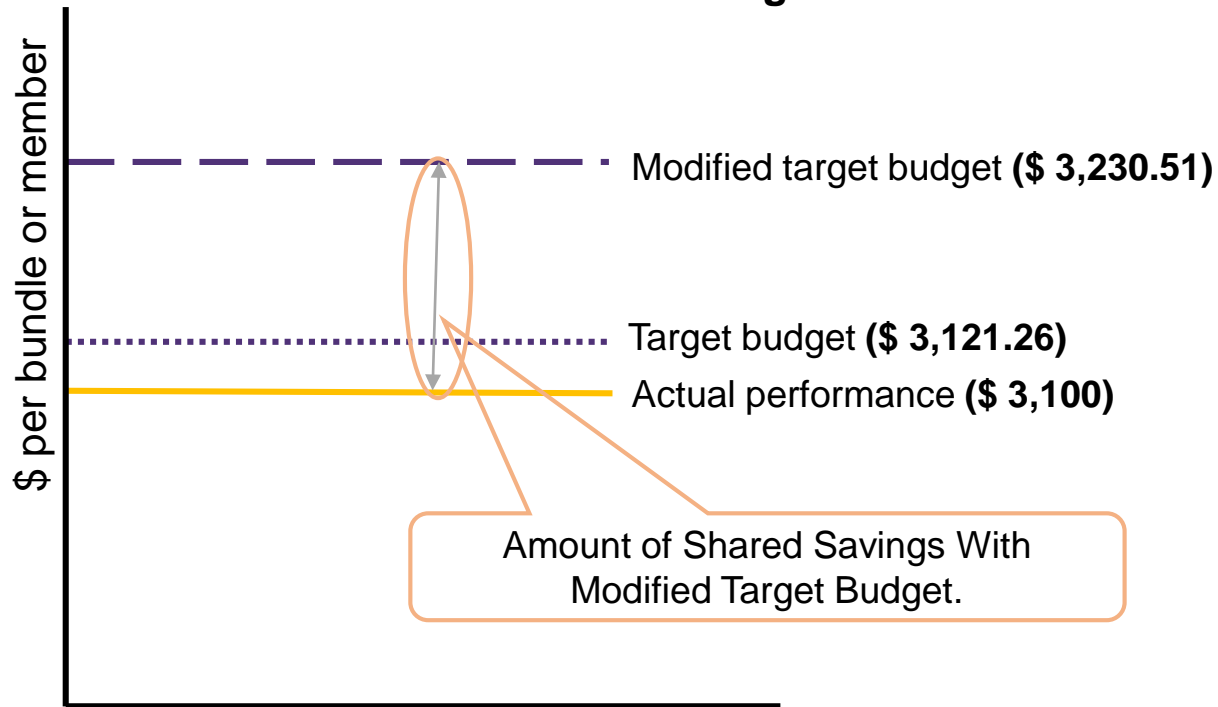 $ per bundle or member
Modified target budget ($ 3,230.51)
Target budget ($ 3,121.26)
Actual performance ($ 3,100)
Amount of Shared Savings With
Modified Target Budget.